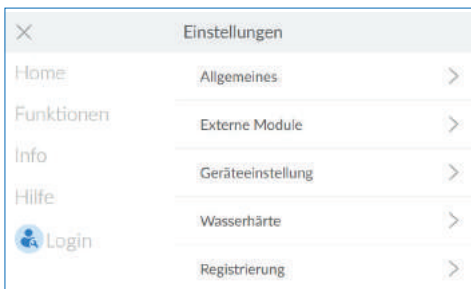 Einstellungen
Home
Funktionen
Info
Hilfe
Login
Allgemeines
Externe Module
Geräteeinstellung
Wasserhärte
Registrierung